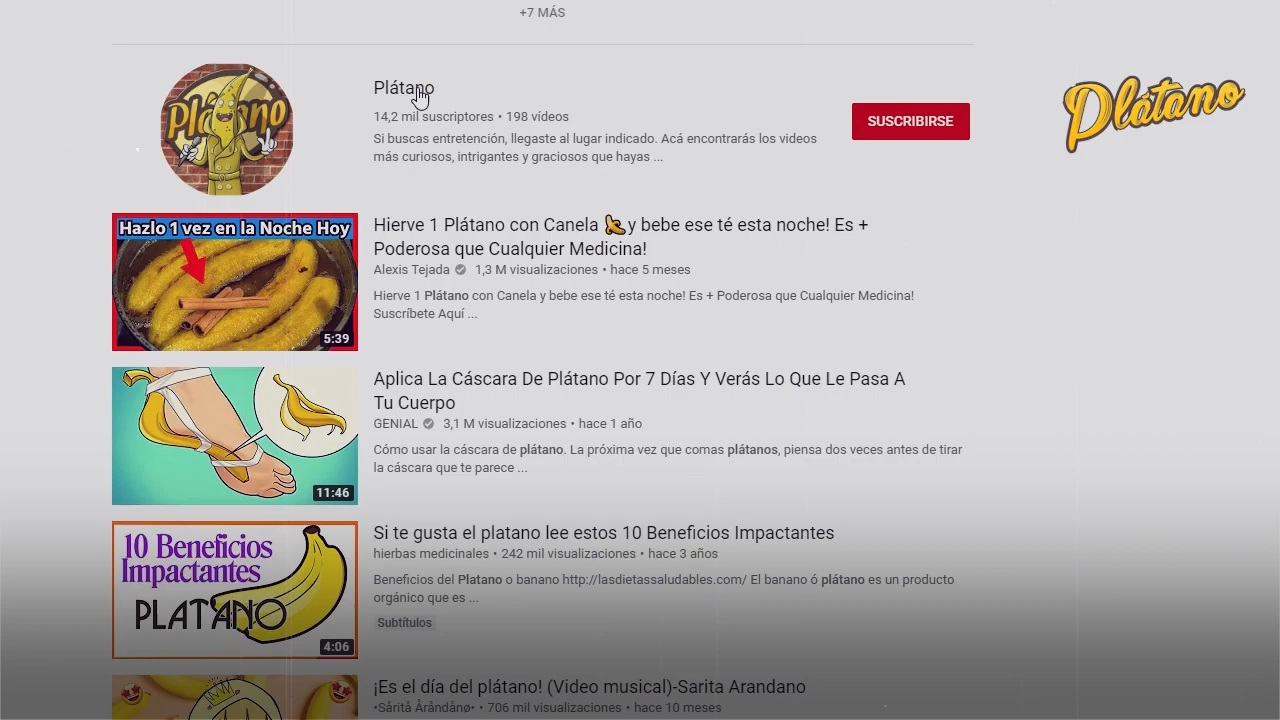 +7 MÁS
Plátano
Plátano
Plátano
14,2 mil suscriptores • 198 vídeos
SUSCRIBIRSE
Si buscas entretención, llegaste al lugar indicado. Acá encontrarás los videos
más curiosos, intrigantes y graciosos que hayas ...
Hazlo 1 vez en la Noche Hoy
5:39
Hierve 1 Plátano con Canela y bebe ese té esta noche! Es +
Poderosa que Cualquier Medicina!
Alexis Tejada 1,3 M visualizaciones • hace 5 meses
Hierve 1 Plátano con Canela y bebe ese té esta noche! Es + Poderosa que Cualquier Medicina!
Suscríbete Aquí ...
11:46
Aplica La Cáscara De Plátano Por 7 Días Y Verás Lo Que Le Pasa A
Tu Cuerpo
GENIAL 3,1 M visualizaciones • hace 1 año
Cómo usar la cáscara de plátano. La próxima vez que comas plátanos, piensa dos veces antes de tirar
la cáscara que te parece ...
10 Beneficios
Impactantes
PLATANO
4:06
Si te gusta el platano lee estos 10 Beneficios Impactantes
hierbas medicinales • 242 mil visualizaciones • hace 3 años
Beneficios del Platano o banano http://lasdietassaludables.com/ El banano ó plátano es un producto
orgánico que es ...
Subtítulos
¡Es el día del plátano! (Video musical)-Sarita Arandano
•Såritå Åråndånø• • 706 mil visualizaciones • hace 10 meses